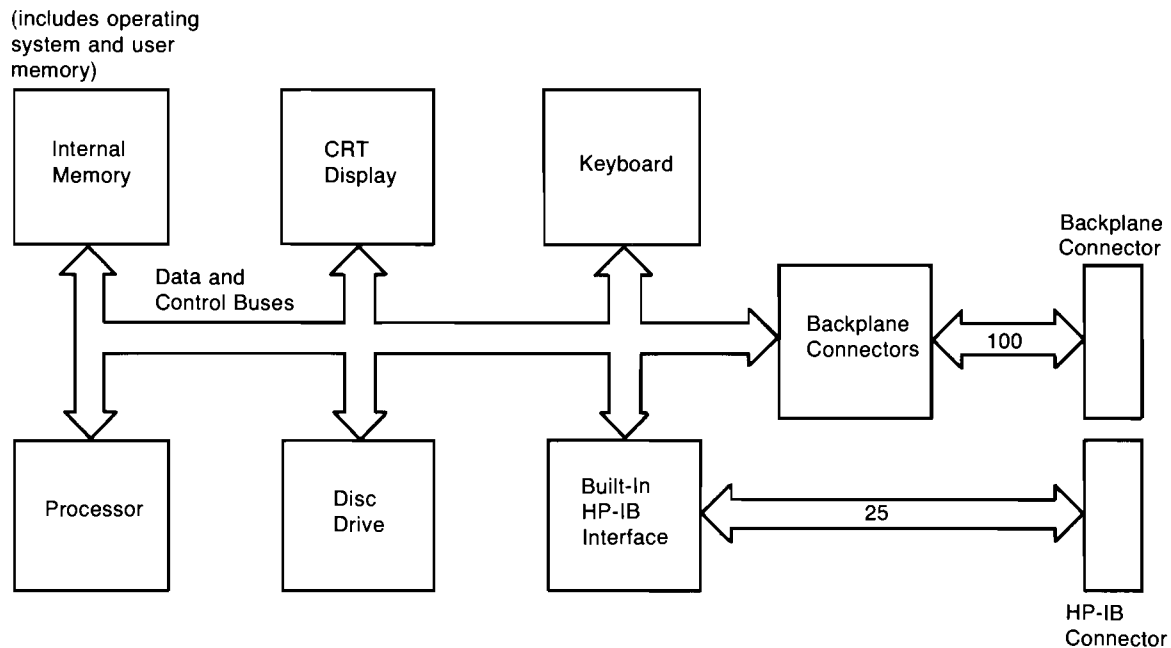 (includes operating
system and user
memory)
Internal
Memory
CRT
Display
Keyboard
Backplane
Connector
Data and
Control Buses
Backplane
Connectors
100
Processor
Disc
Drive
Built-In
HP-IB
Interface
25
HP-IB
Connector